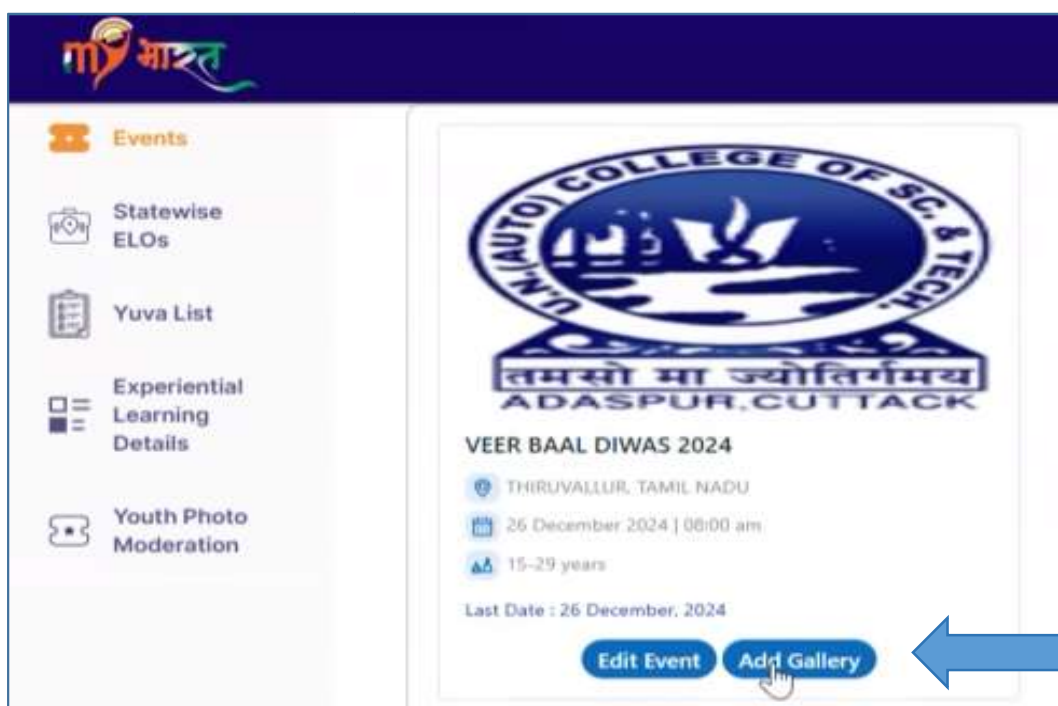 my भारत
Events
Statewise
ELOs
Yuva List
Experiential
Learning
Details
Youth Photo
Moderation
U.N.(AUTO) COLLEGE OF SC. & TECH.
तमसो मा ज्योतिर्गमय
ADASPUR,CUTTACK
VEER BAAL DIWAS 2024
THIRUVALLUR, TAMIL NADU
26 December 2024 | 08:00 am
15-29 years
Last Date : 26 December, 2024
Edit Event Add Gallery